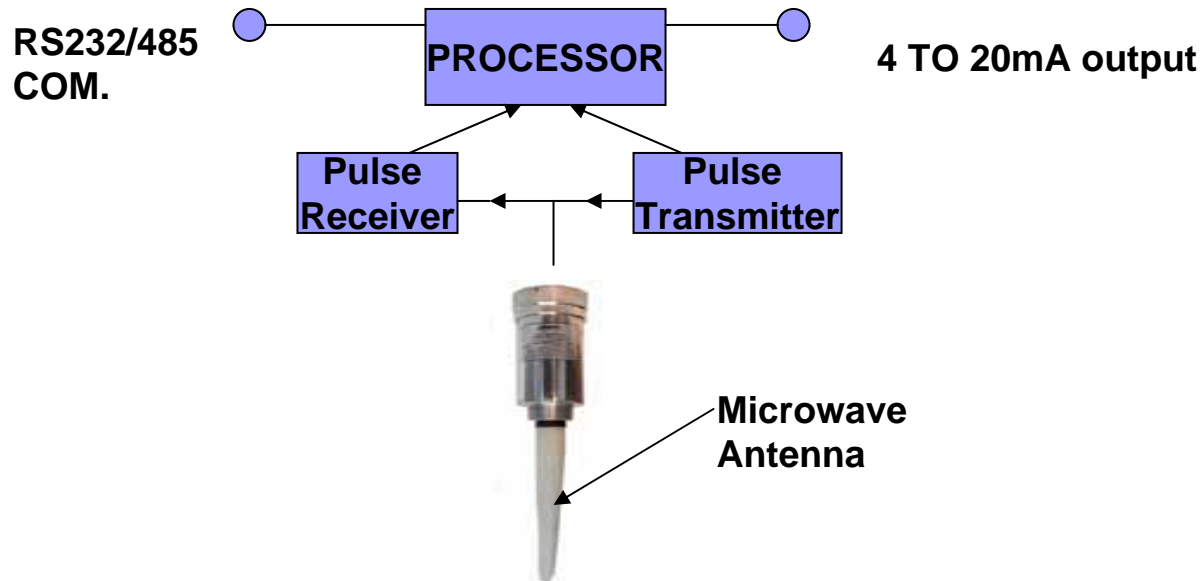 RS232/485
COM.
PROCESSOR
4 TO 20mA output
Pulse
Receiver
Pulse
Transmitter
Microwave
Antenna